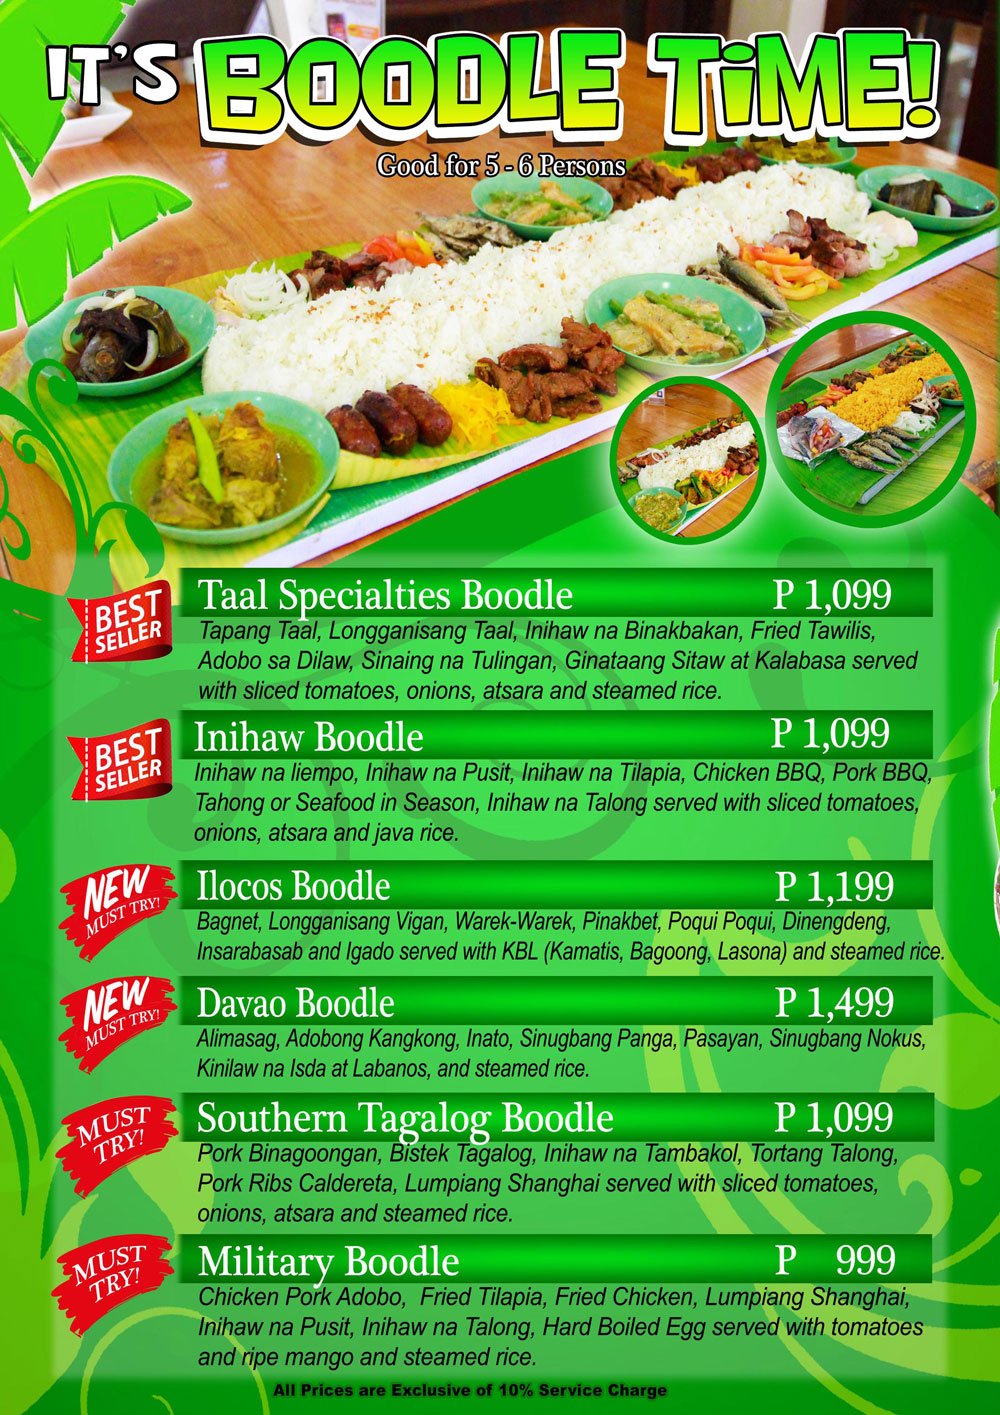 IT'S BOODLE TiME!
Good for 5 - 6 Persons
BEST SELLER
Taal Specialties Boodle P 1,099
Tapang Taal, Longganisang Taal, Inihaw na Binakbakan, Fried Tawilis,
Adobo sa Dilaw, Sinaing na Tulingan, Ginataang Sitaw at Kalabasa served
with sliced tomatoes, onions, atsara and steamed rice.
BEST SELLER
Inihaw Boodle P 1,099
Inihaw na liempo, Inihaw na Pusit, Inihaw na Tilapia, Chicken BBQ, Pork BBQ,
Tahong or Seafood in Season, Inihaw na Talong served with sliced tomatoes,
onions, atsara and java rice.
NEW
MUST TRY!
Ilocos Boodle P 1,199
Bagnet, Longganisang Vigan, Warek-Warek, Pinakbet, Poqui Poqui, Dinengdeng,
Insarabasab and Igado served with KBL (Kamatis, Bagoong, Lasona) and steamed rice.
NEW
MUST TRY!
Davao Boodle P 1,499
Alimasag, Adobong Kangkong, Inato, Sinugbang Panga, Pasayan, Sinugbang Nokus,
Kinilaw na Isda at Labanos, and steamed rice.
MUST
TRY!
Southern Tagalog Boodle P 1,099
Pork Binagoongan, Bistek Tagalog, Inihaw na Tambakol, Tortang Talong,
Pork Ribs Caldereta, Lumpiang Shanghai served with sliced tomatoes,
onions, atsara and steamed rice.
MUST
TRY!
Military Boodle P 999
Chicken Pork Adobo, Fried Tilapia, Fried Chicken, Lumpiang Shanghai,
Inihaw na Pusit, Inihaw na Talong, Hard Boiled Egg served with tomatoes
and ripe mango and steamed rice.
All Prices are Exclusive of 10% Service Charge